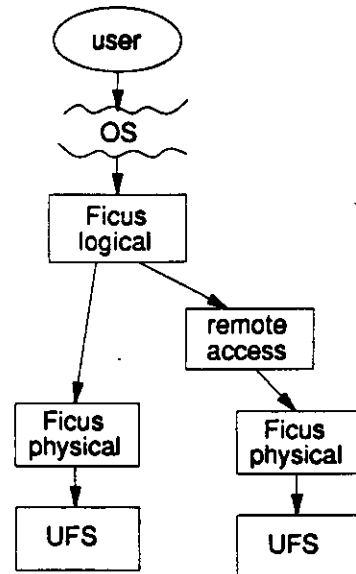 user
OS
Ficus
logical
remote
access
Ficus
physical
Ficus
physical
UFS
UFS